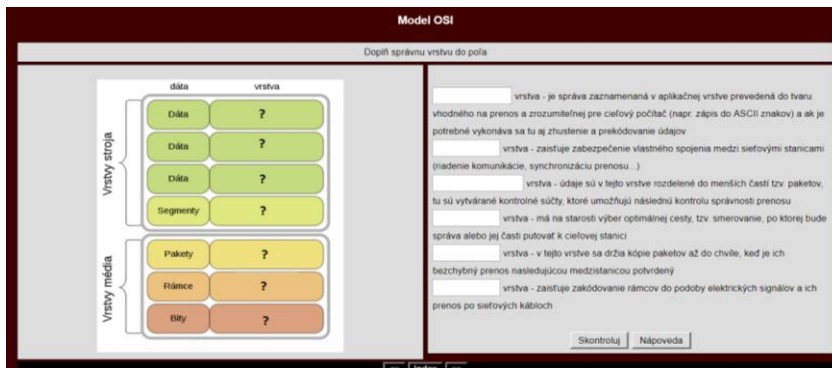 Model OSI
Doplň správnu vrstvu do poľa
dáta vrstva
Vrstvy stroja
Dáta ?
Dáta ?
Dáta ?
Segmenty ?
Vrstvy média
Pakety ?
Rámce ?
Bity ?
vrstva - je správa zaznamenaná v aplikačnej vrstve prevedená do tvaru
vhodného na prenos a zrozumiteľnej pre cieľový počítač (napr. zápis do ASCII znakov) a ak je
potrebné vykonáva sa tu aj zhustenie a prekódovanie údajov
vrstva - zaisťuje zabezpečenie vlastného spojenia medzi sieťovými stanicami
(riadenie komunikácie, synchronizáciu prenosu...)
vrstva - údaje sú v tejto vrstve rozdelené do menších častí tzv. paketov,
tu sú vytvárané kontrolné súčty, ktoré umožňujú následnú kontrolu správnosti prenosu
vrstva - má na starosti výber optimálnej cesty, tzv. smerovanie, po ktorej bude
správa alebo jej časti putovať k cieľovej stanici
vrstva - v tejto vrstve sa držia kópie paketov až do chvíle, keď je ich
bezchybný prenos nasledujúcou medzistanicou potvrdený
vrstva - zaisťuje zakódovanie rámcov do podoby elektrických signálov a ich
prenos po sieťových kábloch
Skontroluj Nápoveda
Index